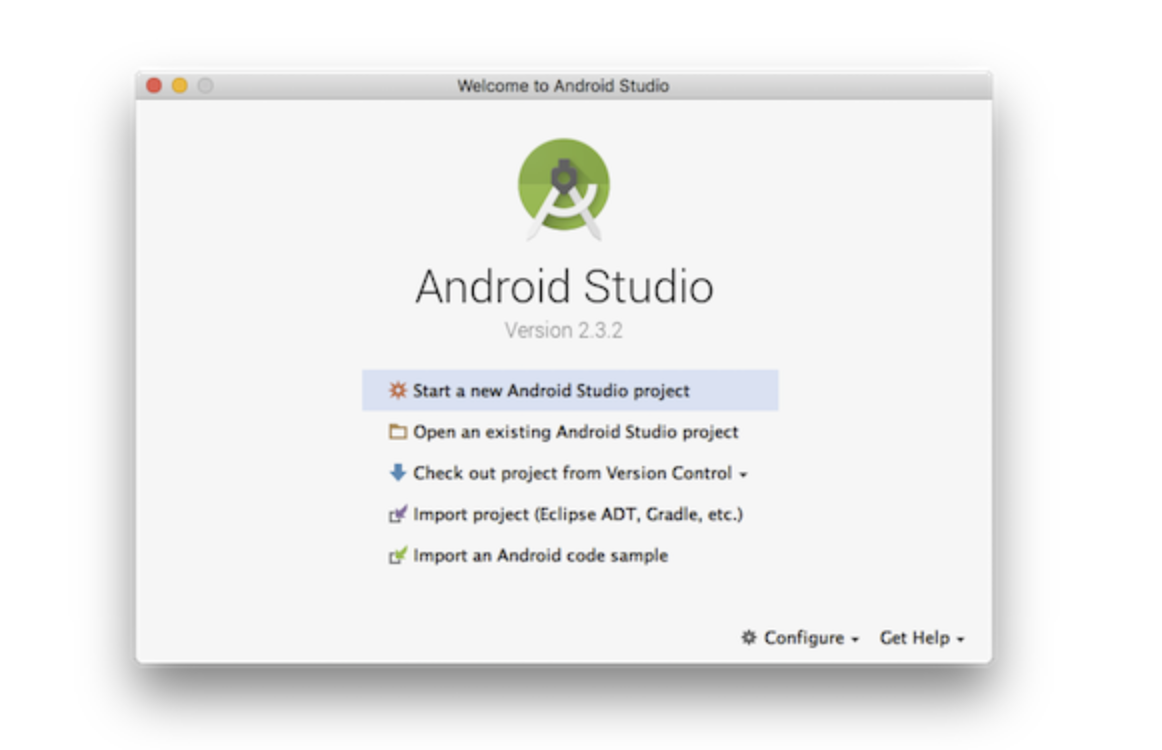 Welcome to Android Studio
Android Studio
Version 2.3.2
Start a new Android Studio project
Open an existing Android Studio project
Check out project from Version Control
Import project (Eclipse ADT, Gradle, etc.)
Import an Android code sample
Configure Get Help